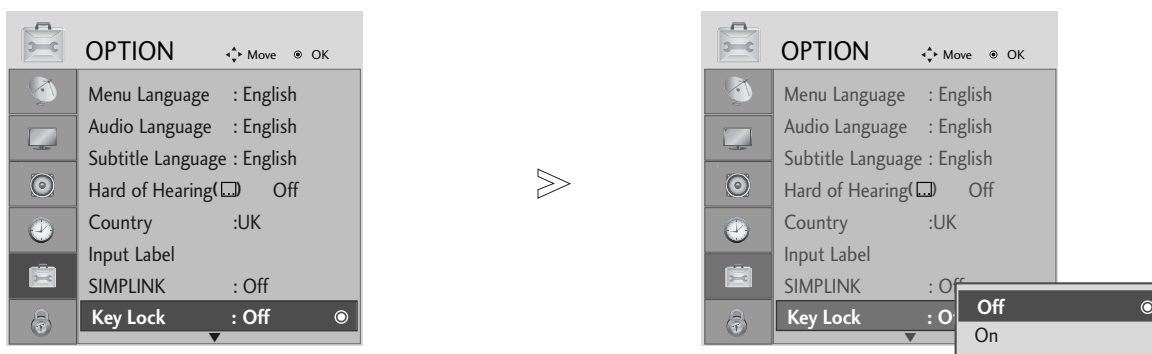 OPTION Move OK
Menu Language : English
Audio Language : English
Subtitle Language : English
Hard of Hearing( ) Off
Country :UK
Input Label
SIMPLINK : Off
Key Lock : Off
OPTION Move OK
Menu Language : English
Audio Language : English
Subtitle Language : English
Hard of Hearing( ) Off
Country :UK
Input Label
SIMPLINK : Off
Key Lock : O
Off
On